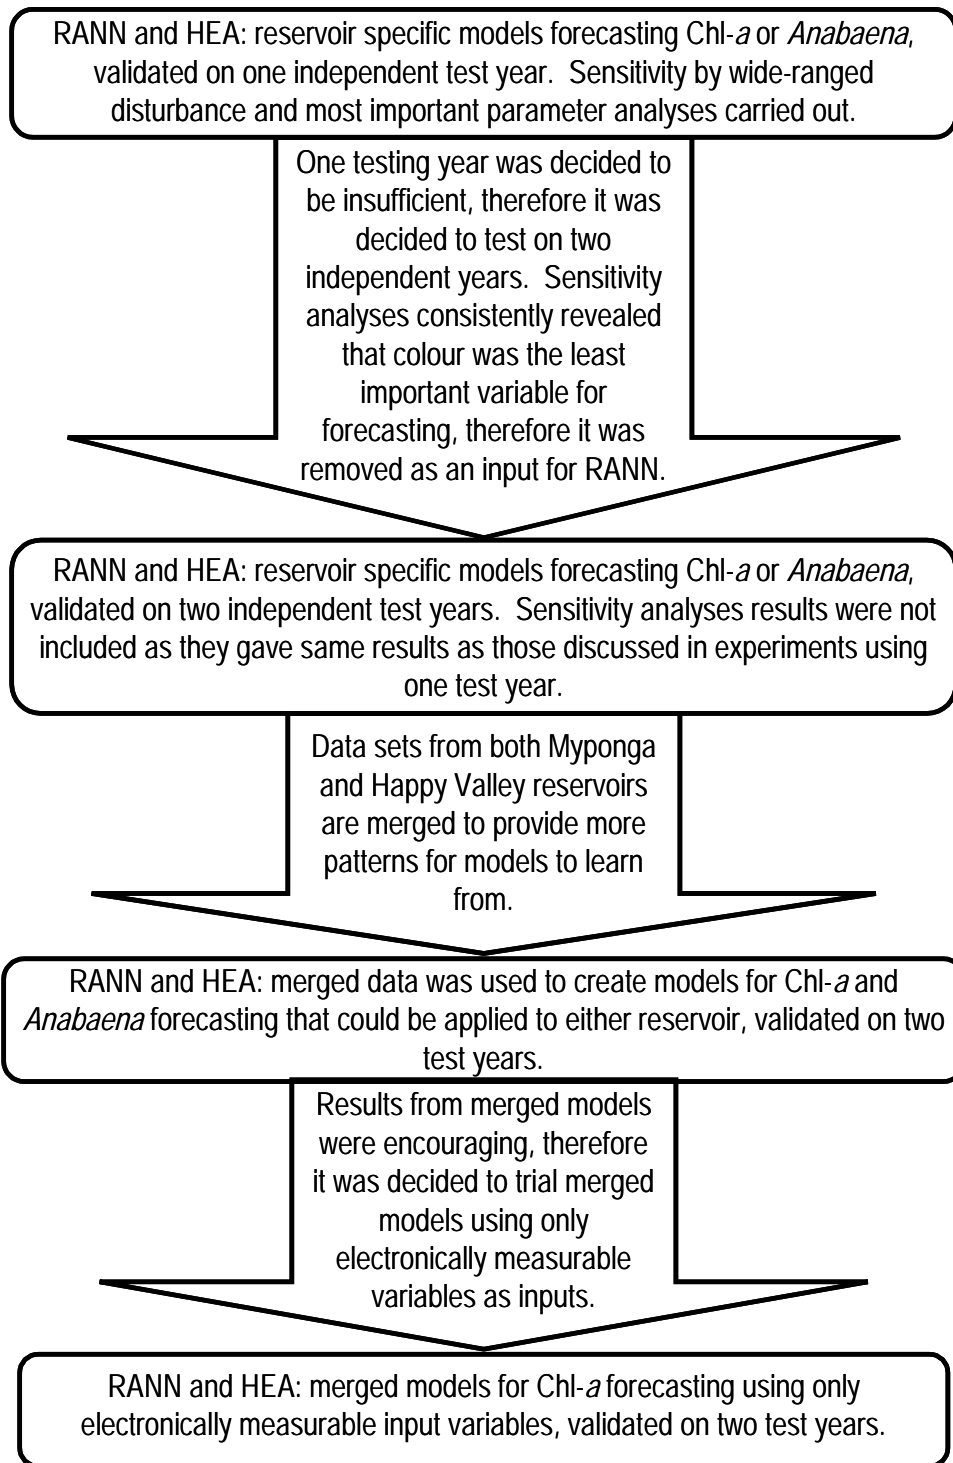 RANN and HEA: reservoir specific models forecasting Chl-a or Anabaena,
validated on one independent test year.  Sensitivity by wide-ranged
disturbance and most important parameter analyses carried out.
One testing year was decided to
be insufficient, therefore it was
decided to test on two
independent years.  Sensitivity
analyses consistently revealed
that colour was the least
important variable for
forecasting, therefore it was
removed as an input for RANN.
RANN and HEA: reservoir specific models forecasting Chl-a or Anabaena,
validated on two independent test years.  Sensitivity analyses results were not
included as they gave same results as those discussed in experiments using
one test year.
Data sets from both Myponga
and Happy Valley reservoirs
are merged to provide more
patterns for models to learn
from.
RANN and HEA: merged data was used to create models for Chl-a and
Anabaena forecasting that could be applied to either reservoir, validated on two
test years.
Results from merged models
were encouraging, therefore
it was decided to trial merged
models using only
electronically measurable
variables as inputs.
RANN and HEA: merged models for Chl-a forecasting using only
electronically measurable input variables, validated on two test years.